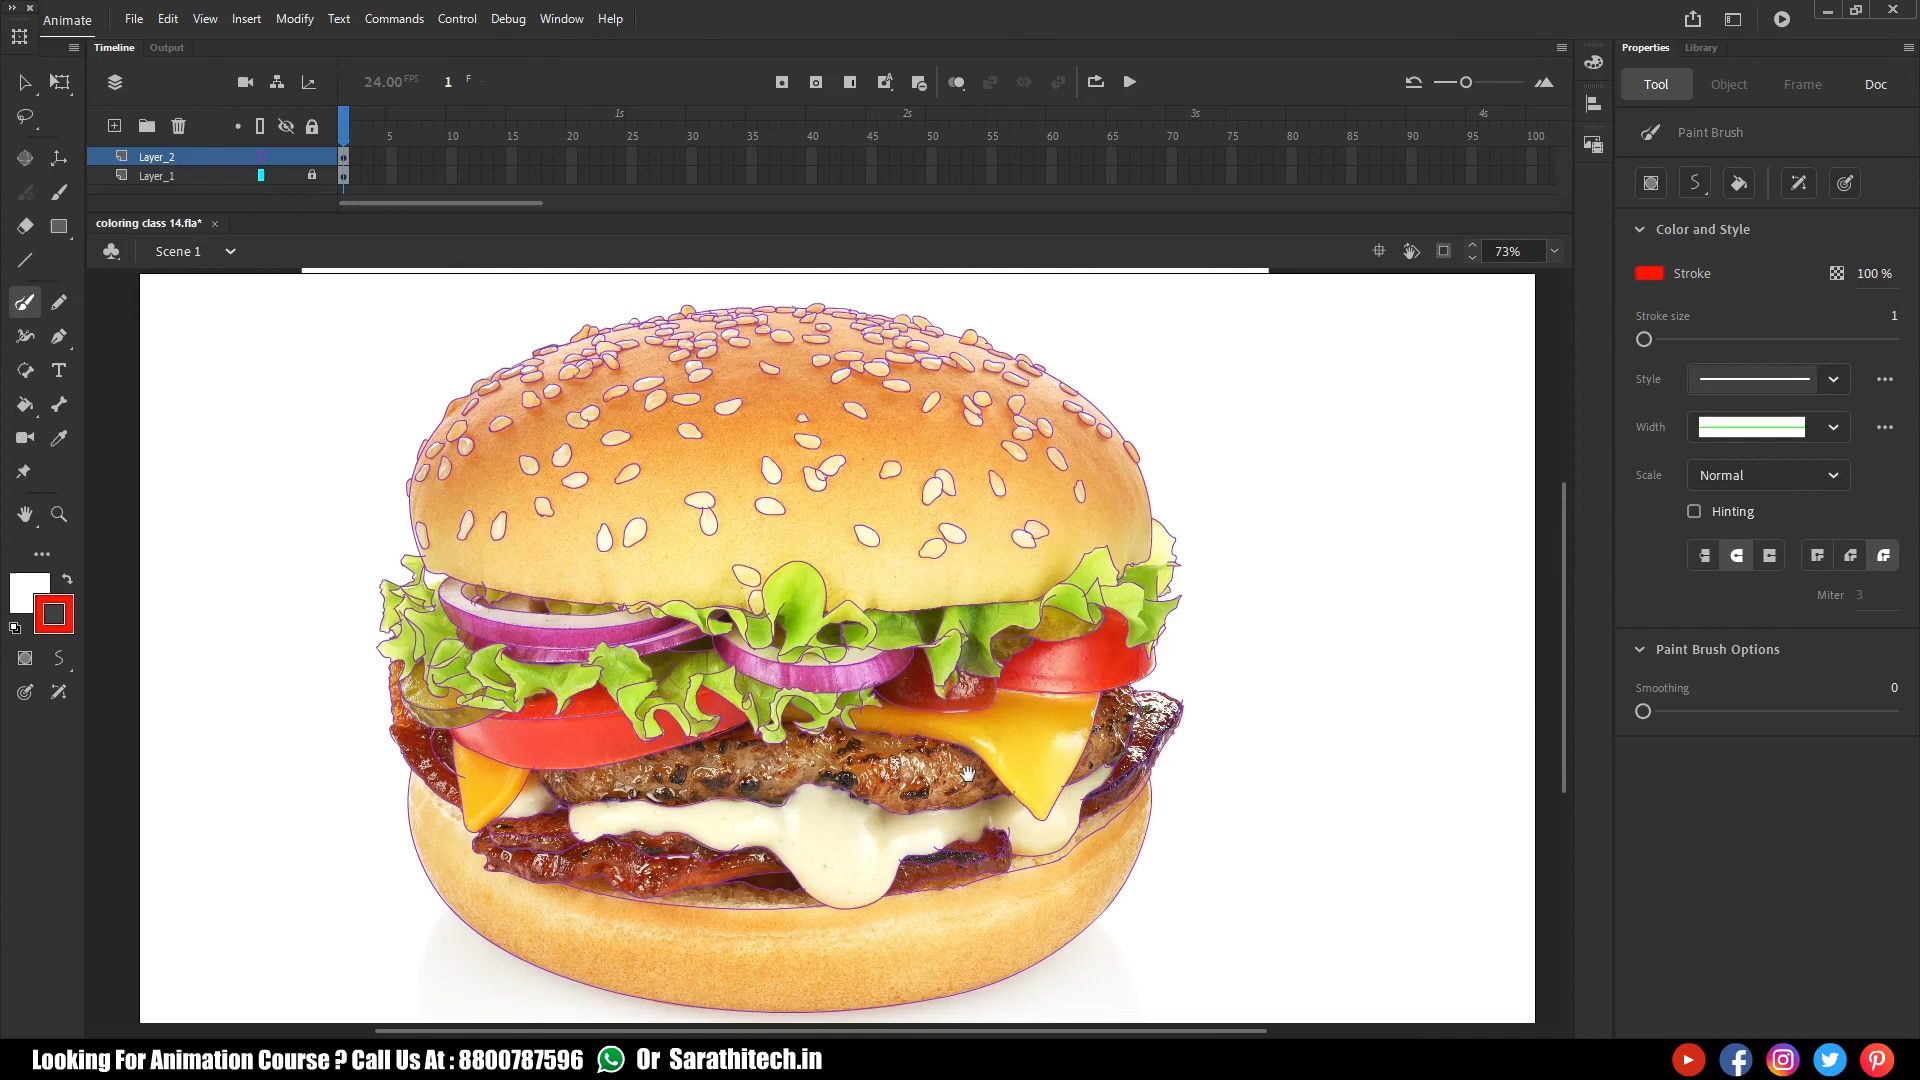 Animate File Edit View Insert Modify Text Commands Control Debug Window Help
Timeline Output
Properties Library
24.00 FPS 1 F
Tool Object Frame Doc
1s 2s 3s 4s
5 10 15 20 25 30 35 40 45 50 55 60 65 70 75 80 85 90 95 100
Paint Brush
Layer_2
Layer_1
coloring class 14.fla*
Scene 1
73%
Color and Style
Stroke 100 %
Stroke size 1
Style
Width
Scale Normal
Hinting
Miter 3
Paint Brush Options
Smoothing 0
Looking For Animation Course ? Call Us At : 8800787596 Or Sarathitech.in